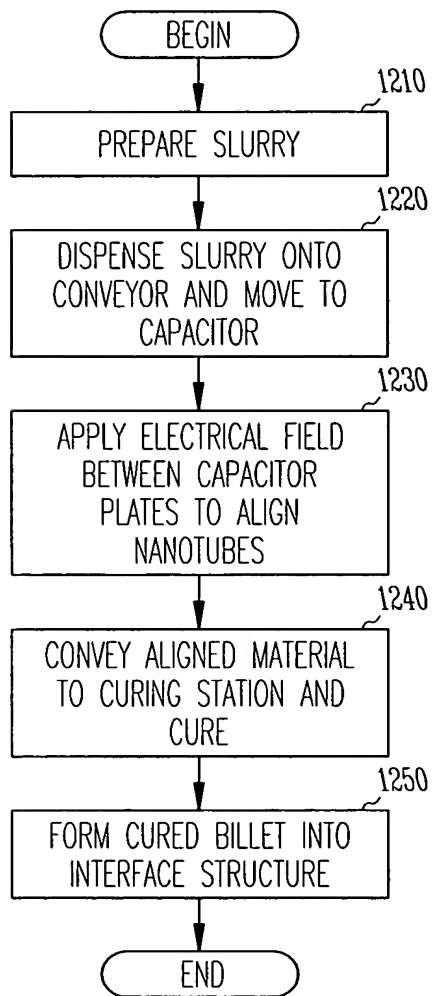 BEGIN
1210
PREPARE SLURRY
1220
DISPENSE SLURRY ONTO
CONVEYOR AND MOVE TO
CAPACITOR
1230
APPLY ELECTRICAL FIELD
BETWEEN CAPACITOR
PLATES TO ALIGN
NANOTUBES
1240
CONVEY ALIGNED MATERIAL
TO CURING STATION AND
CURE
1250
FORM CURED BILLET INTO
INTERFACE STRUCTURE
END